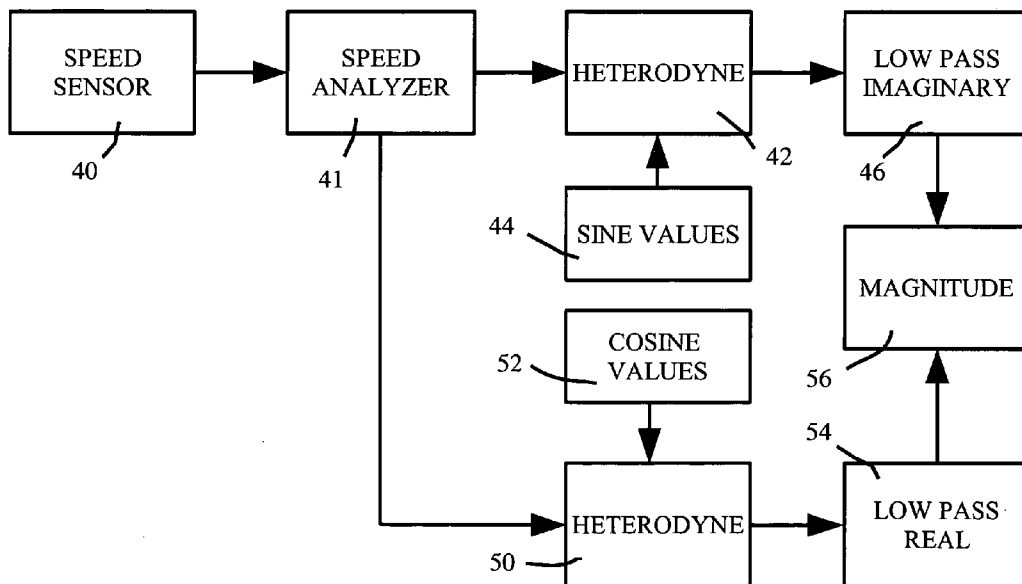 SPEED
SENSOR
40
SPEED
ANALYZER
41
HETERODYNE
42
LOW PASS
IMAGINARY
46
44
SINE VALUES
MAGNITUDE
56
52
COSINE
VALUES
54
HETERODYNE
50
LOW PASS
REAL